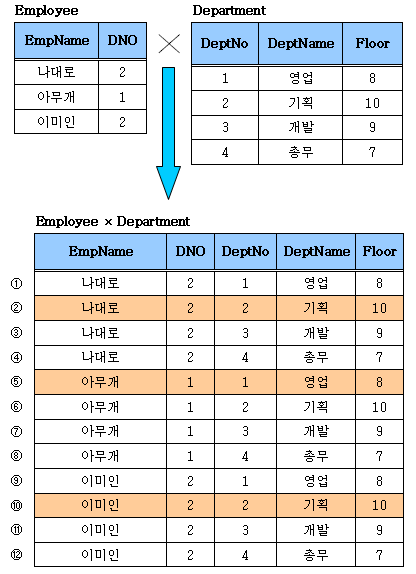 Employee
EmpName DNO
나대로 2
아무개 1
이미인 2
Department
DeptNo DeptName Floor
1 영업 8
2 기획 10
3 개발 9
4 총무 7
Employee × Department
EmpName DNO DeptNo DeptName Floor
① 나대로 2 1 영업 8
② 나대로 2 2 기획 10
③ 나대로 2 3 개발 9
④ 나대로 2 4 총무 7
⑤ 아무개 1 1 영업 8
⑥ 아무개 1 2 기획 10
⑦ 아무개 1 3 개발 9
⑧ 아무개 1 4 총무 7
⑨ 이미인 2 1 영업 8
⑩ 이미인 2 2 기획 10
⑪ 이미인 2 3 개발 9
⑫ 이미인 2 4 총무 7